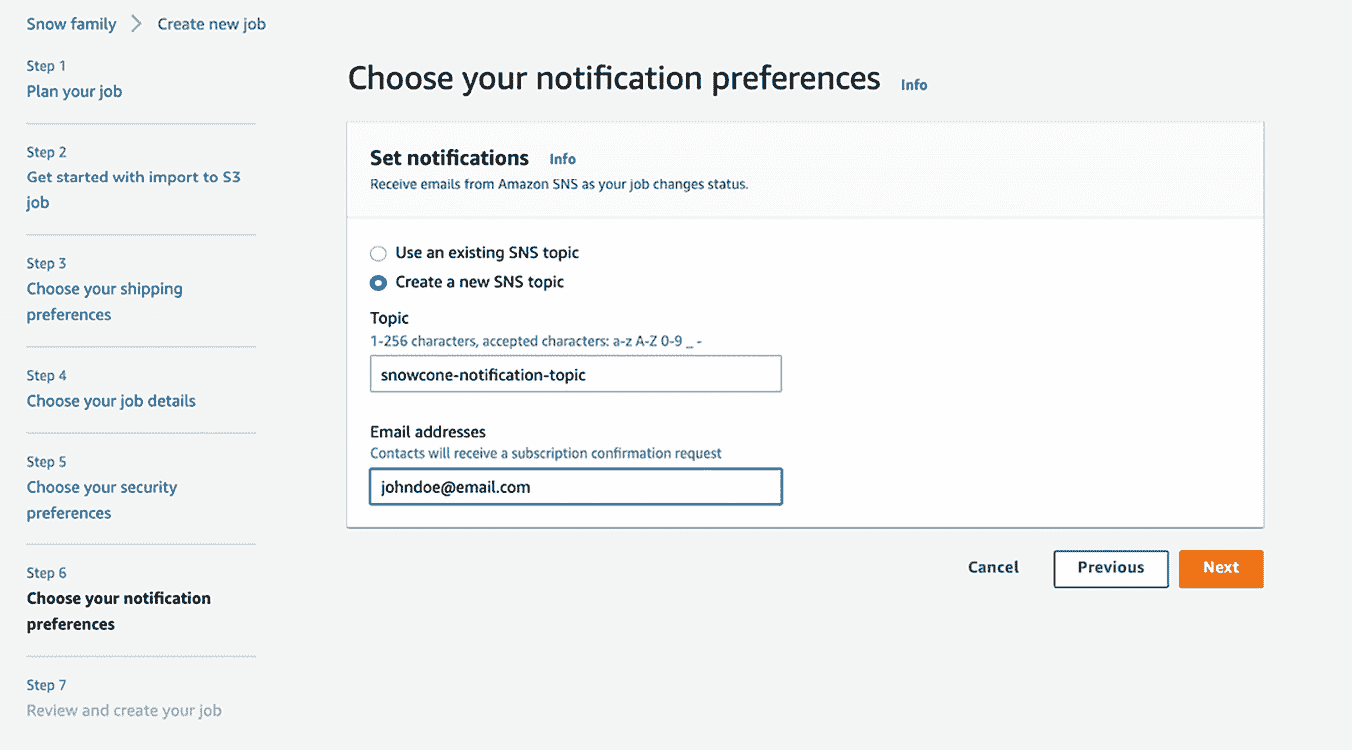 Snow family > Create new job
Step 1
Plan your job
Step 2
Get started with import to S3
job
Step 3
Choose your shipping
preferences
Step 4
Choose your job details
Step 5
Choose your security
preferences
Step 6
Choose your notification
preferences
Step 7
Review and create your job
Choose your notification preferences Info
Set notifications Info
Receive emails from Amazon SNS as your job changes status.
Use an existing SNS topic
Create a new SNS topic
Topic
1-256 characters, accepted characters: a-z A-Z 0-9 _ -
snowcone-notification-topic
Email addresses
Contacts will receive a subscription confirmation request
johndoe@email.com
Cancel Previous Next